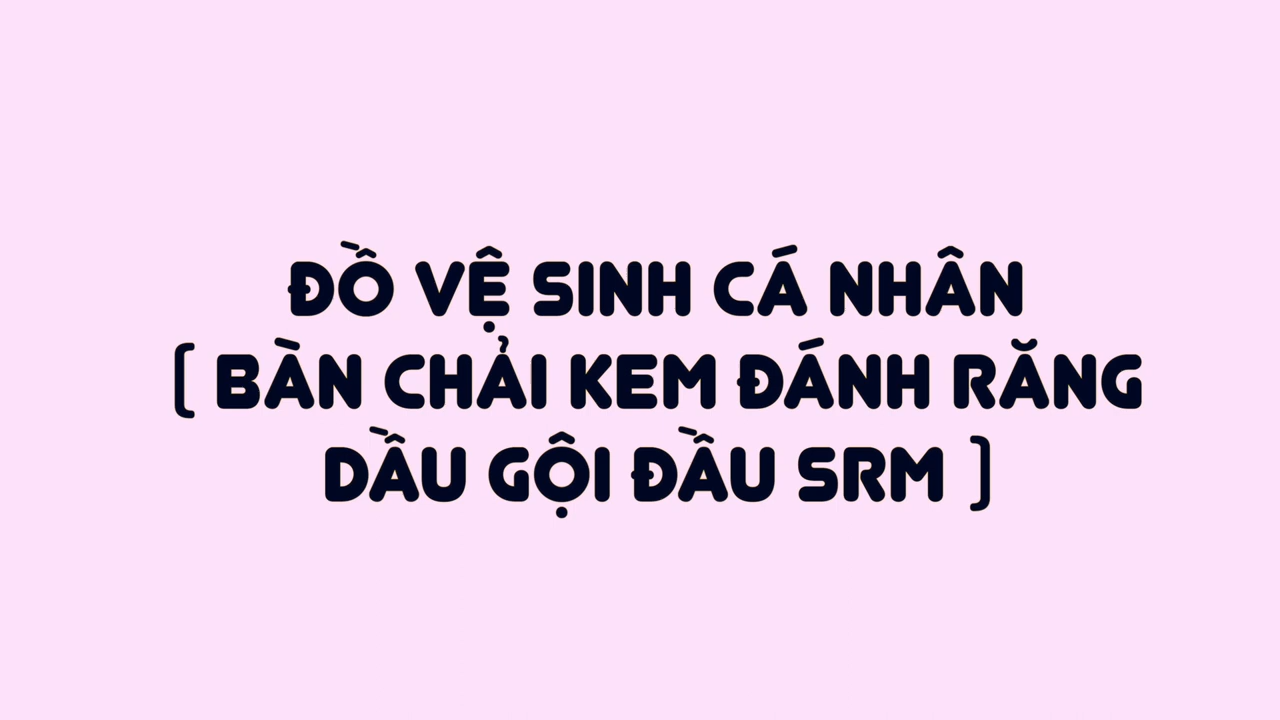 ĐỒ VỆ SINH CÁ NHÂN
( BÀN CHẢI KEM ĐÁNH RĂNG
DẦU GỘI ĐẦU SRM )